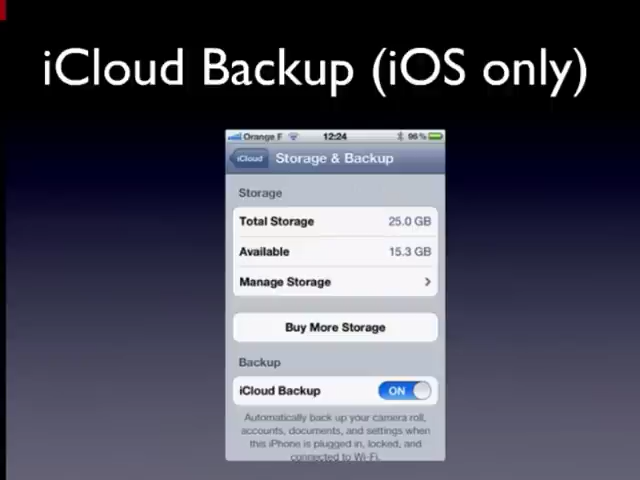 iCloud Backup (iOS only)
Orange F 12:24 96%
iCloud Storage & Backup
Storage
Total Storage 25.0 GB
Available 15.3 GB
Manage Storage
Buy More Storage
Backup
iCloud Backup ON
Automatically back up your camera roll,
accounts, documents, and settings when
this iPhone is plugged in, locked, and
connected to Wi-Fi.